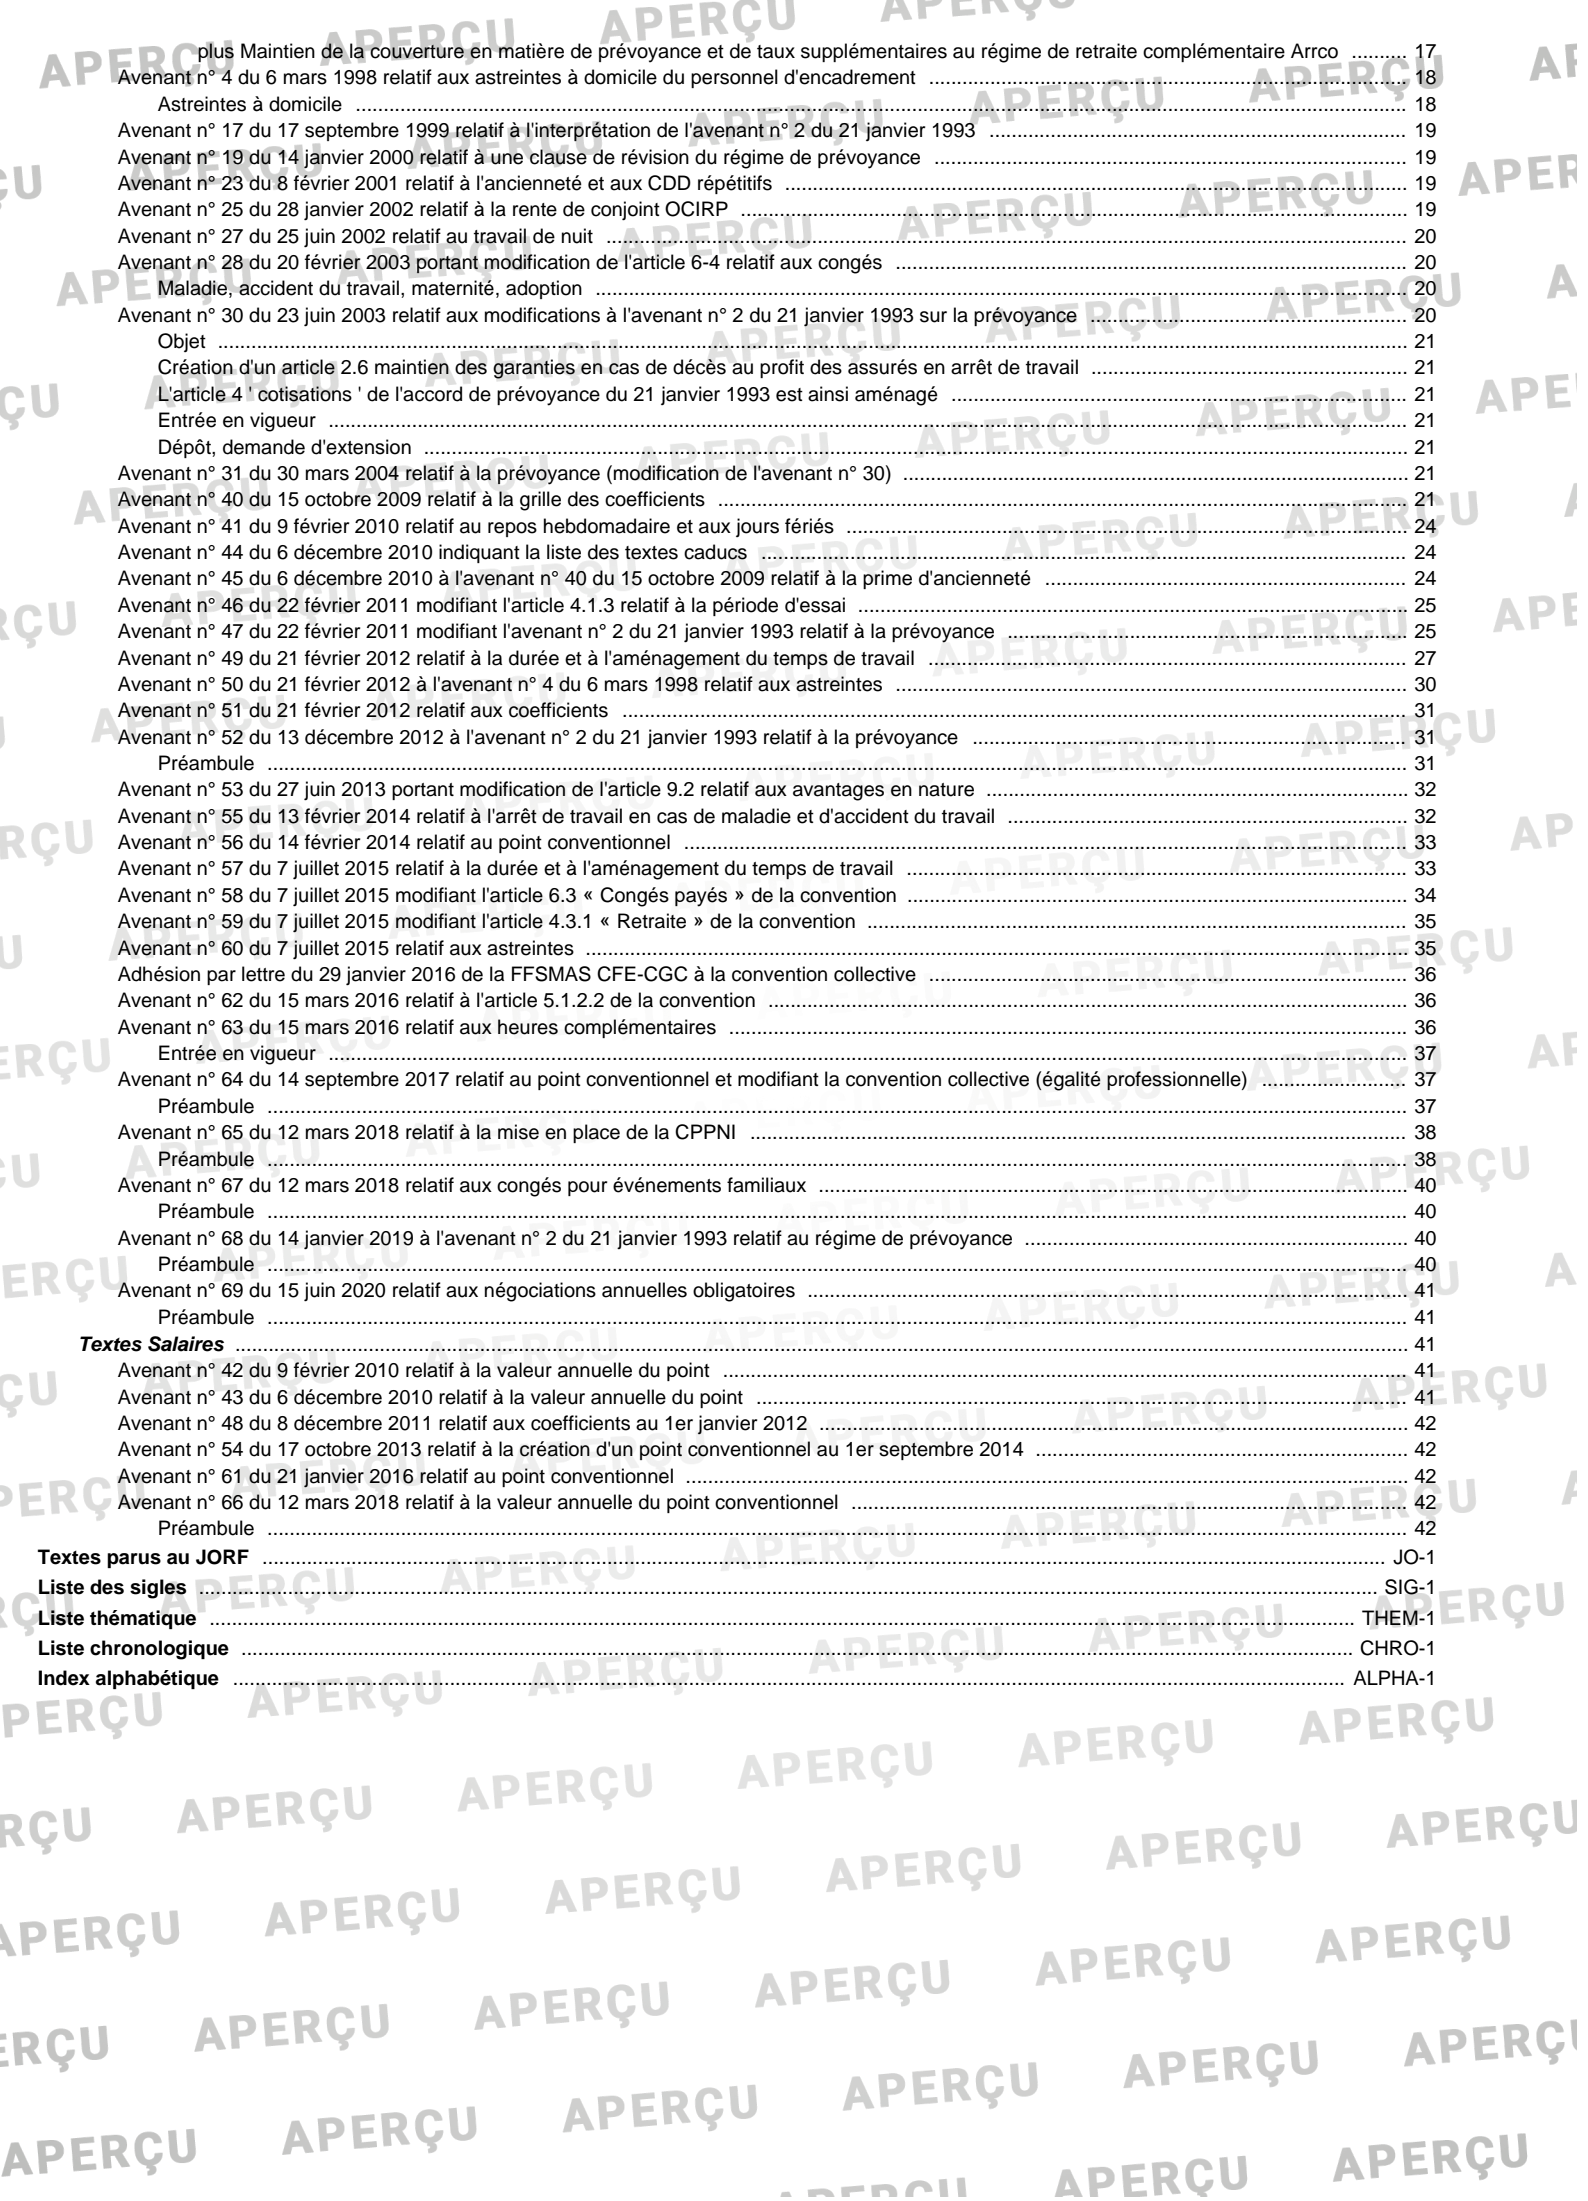 plus Maintien de la couverture en matière de prévoyance et de taux supplémentaires au régime de retraite complémentaire Arrco .......... 17
Avenant n° 4 du 6 mars 1998 relatif aux astreintes à domicile du personnel d'encadrement .......... 18
Astreintes à domicile .......... 18
Avenant n° 17 du 17 septembre 1999 relatif à l'interprétation de l'avenant n° 2 du 21 janvier 1993 .......... 19
Avenant n° 19 du 14 janvier 2000 relatif à une clause de révision du régime de prévoyance .......... 19
Avenant n° 23 du 8 février 2001 relatif à l'ancienneté et aux CDD répétitifs .......... 19
Avenant n° 25 du 28 janvier 2002 relatif à la rente de conjoint OCIRP .......... 19
Avenant n° 27 du 25 juin 2002 relatif au travail de nuit .......... 20
Avenant n° 28 du 20 février 2003 portant modification de l'article 6-4 relatif aux congés .......... 20
Maladie, accident du travail, maternité, adoption .......... 20
Avenant n° 30 du 23 juin 2003 relatif aux modifications à l'avenant n° 2 du 21 janvier 1993 sur la prévoyance .......... 20
Objet .......... 21
Création d'un article 2.6 maintien des garanties en cas de décès au profit des assurés en arrêt de travail .......... 21
L'article 4 ' cotisations ' de l'accord de prévoyance du 21 janvier 1993 est ainsi aménagé .......... 21
Entrée en vigueur .......... 21
Dépôt, demande d'extension .......... 21
Avenant n° 31 du 30 mars 2004 relatif à la prévoyance (modification de l'avenant n° 30) .......... 21
Avenant n° 40 du 15 octobre 2009 relatif à la grille des coefficients .......... 21
Avenant n° 41 du 9 février 2010 relatif au repos hebdomadaire et aux jours fériés .......... 24
Avenant n° 44 du 6 décembre 2010 indiquant la liste des textes caducs .......... 24
Avenant n° 45 du 6 décembre 2010 à l'avenant n° 40 du 15 octobre 2009 relatif à la prime d'ancienneté .......... 24
Avenant n° 46 du 22 février 2011 modifiant l'article 4.1.3 relatif à la période d'essai .......... 25
Avenant n° 47 du 22 février 2011 modifiant l'avenant n° 2 du 21 janvier 1993 relatif à la prévoyance .......... 25
Avenant n° 49 du 21 février 2012 relatif à la durée et à l'aménagement du temps de travail .......... 27
Avenant n° 50 du 21 février 2012 à l'avenant n° 4 du 6 mars 1998 relatif aux astreintes .......... 30
Avenant n° 51 du 21 février 2012 relatif aux coefficients .......... 31
Avenant n° 52 du 13 décembre 2012 à l'avenant n° 2 du 21 janvier 1993 relatif à la prévoyance .......... 31
Préambule .......... 31
Avenant n° 53 du 27 juin 2013 portant modification de l'article 9.2 relatif aux avantages en nature .......... 32
Avenant n° 55 du 13 février 2014 relatif à l'arrêt de travail en cas de maladie et d'accident du travail .......... 32
Avenant n° 56 du 14 février 2014 relatif au point conventionnel .......... 33
Avenant n° 57 du 7 juillet 2015 relatif à la durée et à l'aménagement du temps de travail .......... 33
Avenant n° 58 du 7 juillet 2015 modifiant l'article 6.3 « Congés payés » de la convention .......... 34
Avenant n° 59 du 7 juillet 2015 modifiant l'article 4.3.1 « Retraite » de la convention .......... 35
Avenant n° 60 du 7 juillet 2015 relatif aux astreintes .......... 35
Adhésion par lettre du 29 janvier 2016 de la FFSMAS CFE-CGC à la convention collective .......... 36
Avenant n° 62 du 15 mars 2016 relatif à l'article 5.1.2.2 de la convention .......... 36
Avenant n° 63 du 15 mars 2016 relatif aux heures complémentaires .......... 36
Entrée en vigueur .......... 37
Avenant n° 64 du 14 septembre 2017 relatif au point conventionnel et modifiant la convention collective (égalité professionnelle) .......... 37
Préambule .......... 37
Avenant n° 65 du 12 mars 2018 relatif à la mise en place de la CPPNI .......... 38
Préambule .......... 38
Avenant n° 67 du 12 mars 2018 relatif aux congés pour événements familiaux .......... 40
Préambule .......... 40
Avenant n° 68 du 14 janvier 2019 à l'avenant n° 2 du 21 janvier 1993 relatif au régime de prévoyance .......... 40
Préambule .......... 40
Avenant n° 69 du 15 juin 2020 relatif aux négociations annuelles obligatoires .......... 41
Préambule .......... 41
Textes Salaires .......... 41
Avenant n° 42 du 9 février 2010 relatif à la valeur annuelle du point .......... 41
Avenant n° 43 du 6 décembre 2010 relatif à la valeur annuelle du point .......... 41
Avenant n° 48 du 8 décembre 2011 relatif aux coefficients au 1er janvier 2012 .......... 42
Avenant n° 54 du 17 octobre 2013 relatif à la création d'un point conventionnel au 1er septembre 2014 .......... 42
Avenant n° 61 du 21 janvier 2016 relatif au point conventionnel .......... 42
Avenant n° 66 du 12 mars 2018 relatif à la valeur annuelle du point conventionnel .......... 42
Préambule .......... 42
Textes parus au JORF .......... JO-1
Liste des sigles .......... SIG-1
Liste thématique .......... THEM-1
Liste chronologique .......... CHRO-1
Index alphabétique .......... ALPHA-1
APERÇU